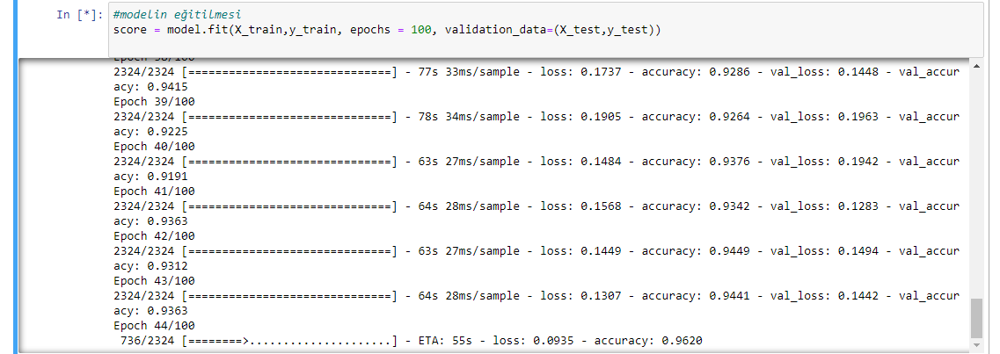 In [*]:
#modelin eğitilmesi
score = model.fit(X_train,y_train, epochs = 100, validation_data=(X_test,y_test))
Epoch 38/100
2324/2324 [==============================] - 77s 33ms/sample - loss: 0.1737 - accuracy: 0.9286 - val_loss: 0.1448 - val_accur
acy: 0.9415
Epoch 39/100
2324/2324 [==============================] - 78s 34ms/sample - loss: 0.1905 - accuracy: 0.9264 - val_loss: 0.1963 - val_accur
acy: 0.9225
Epoch 40/100
2324/2324 [==============================] - 63s 27ms/sample - loss: 0.1484 - accuracy: 0.9376 - val_loss: 0.1942 - val_accur
acy: 0.9191
Epoch 41/100
2324/2324 [==============================] - 64s 28ms/sample - loss: 0.1568 - accuracy: 0.9342 - val_loss: 0.1283 - val_accur
acy: 0.9363
Epoch 42/100
2324/2324 [==============================] - 63s 27ms/sample - loss: 0.1449 - accuracy: 0.9449 - val_loss: 0.1494 - val_accur
acy: 0.9312
Epoch 43/100
2324/2324 [==============================] - 64s 28ms/sample - loss: 0.1307 - accuracy: 0.9441 - val_loss: 0.1442 - val_accur
acy: 0.9363
Epoch 44/100
736/2324 [========>.....................] - ETA: 55s - loss: 0.0935 - accuracy: 0.9620